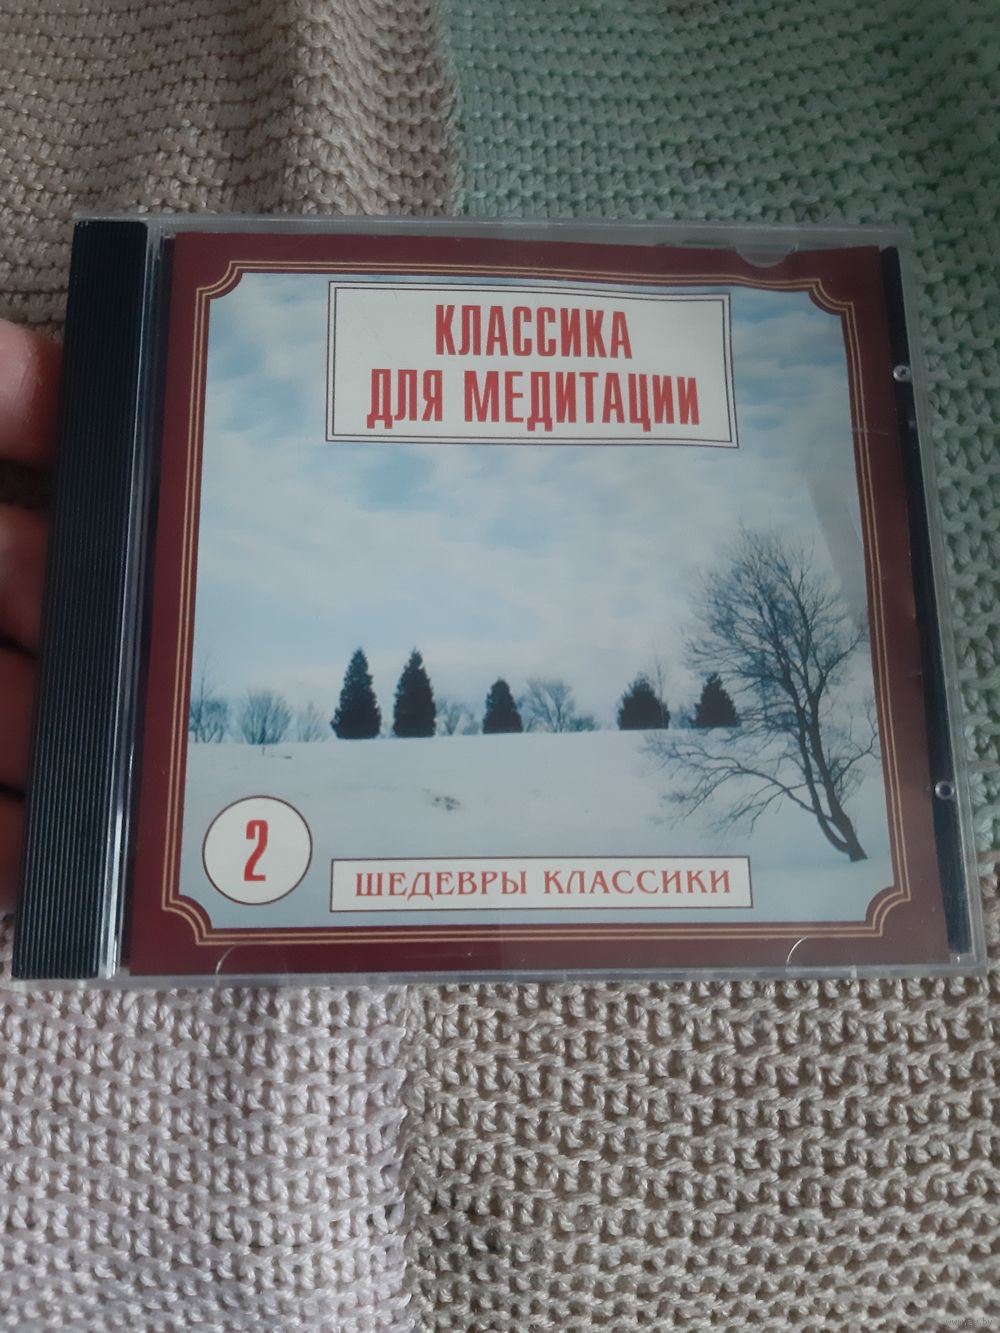 КЛАССИКА
ДЛЯ МЕДИТАЦИИ
2
ШЕДЕВРЫ КЛАССИКИ